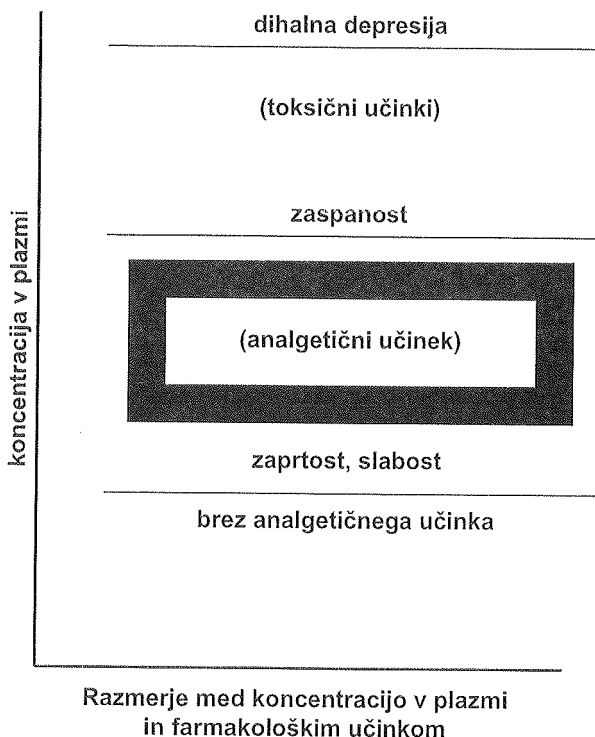 dihalna depresija
(toksični učinki)
zaspanost
koncentracija v plazmi
(analgetični učinek)
zaprtost, slabost
brez analgetičnega učinka
Razmerje med koncentracijo v plazmi
in farmakološkim učinkom